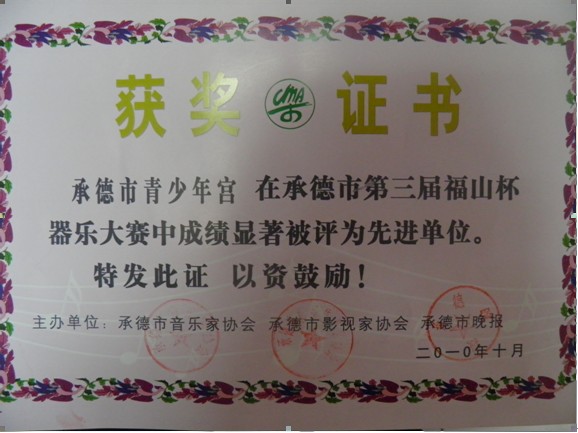 获奖 CMA 证书
承德市青少年宫 在承德市第三届福山杯
器乐大赛中成绩显著被评为先进单位。
特发此证 以资鼓励！
主办单位：承德市音乐家协会 承德市影视家协会 承德市晚报
二0一0年十月